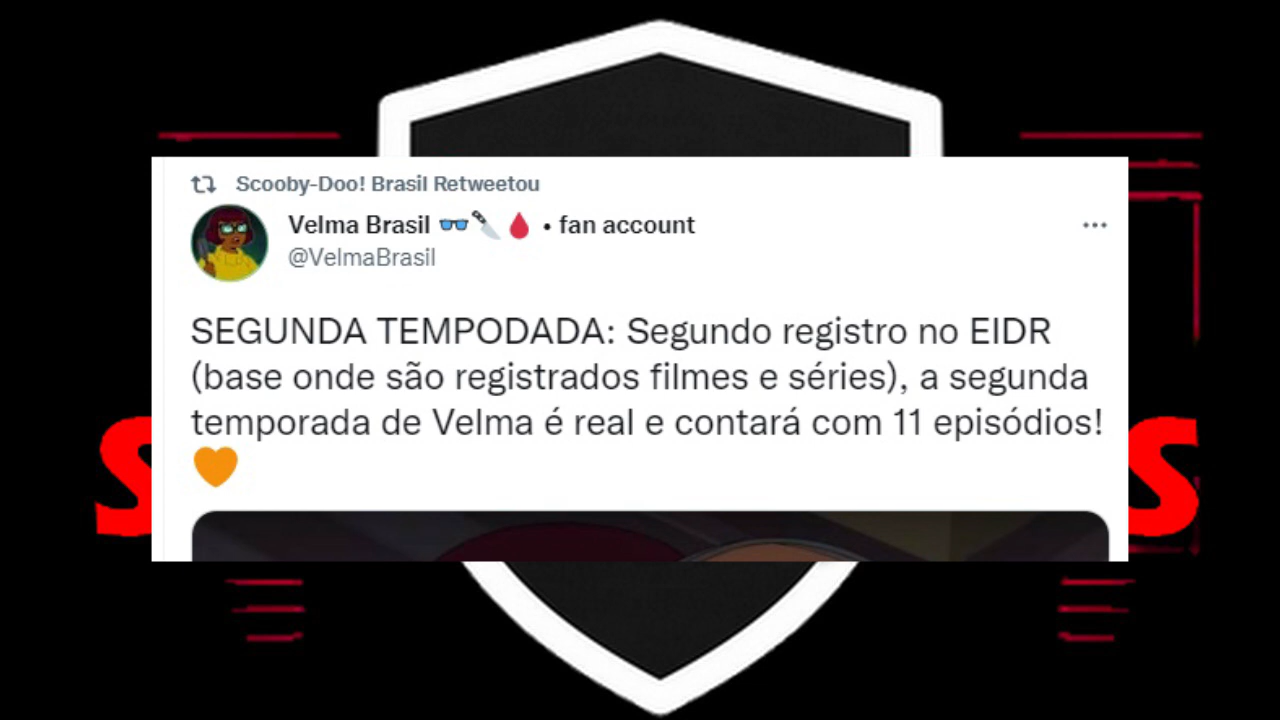 Scooby-Doo! Brasil Retweetou
Velma Brasil 👓🔪🩸 • fan account
@VelmaBrasil
SEGUNDA TEMPODADA: Segundo registro no EIDR
(base onde são registrados filmes e séries), a segunda
temporada de Velma é real e contará com 11 episódios!
🧡
S S